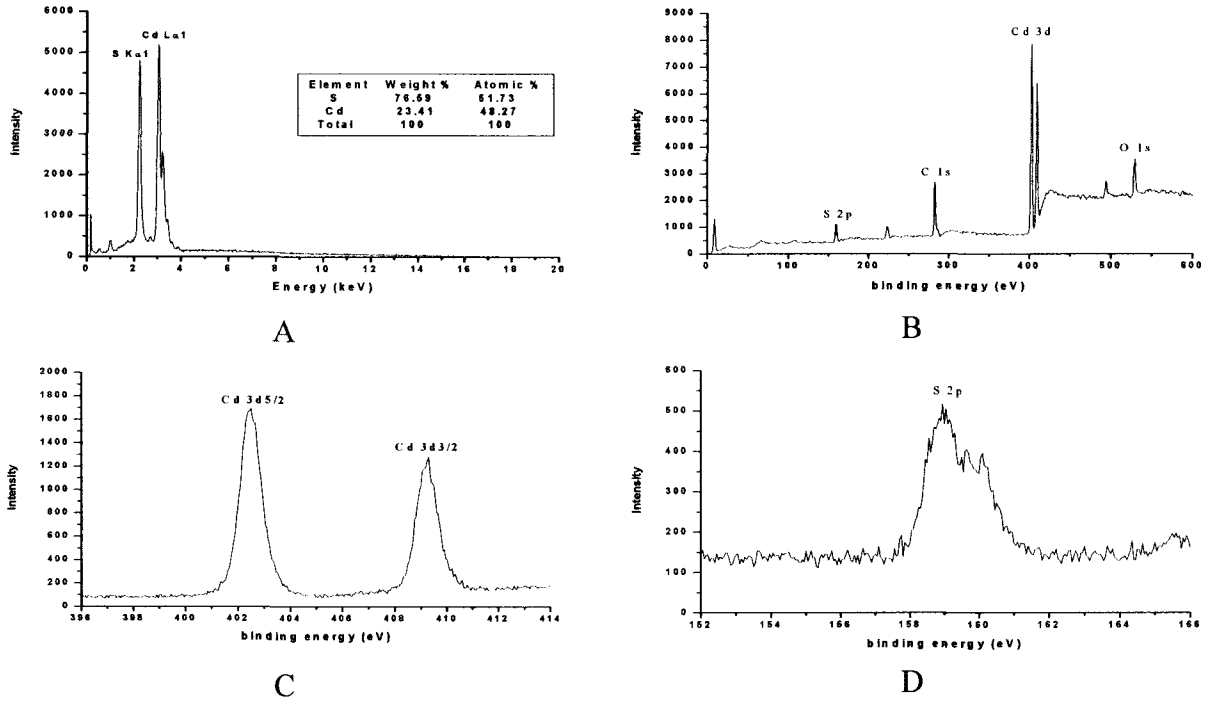 6000
5000
4000
3000
2000
1000
0
Intensity
S Kα1
Cd Lα1
Element Weight % Atomic %
S 76.59 51.73
Cd 23.41 48.27
Total 100 100
0 2 4 6 8 10 12 14 16 18 20
Energy (keV)
A
9000
8000
7000
6000
5000
4000
3000
2000
1000
0
Intensity
Cd 3d
O 1s
C 1s
S 2p
0 100 200 300 400 500 600
binding energy (eV)
B
2000
1800
1600
1400
1200
1000
800
600
400
200
0
Intensity
Cd 3d5/2
Cd 3d3/2
396 398 400 402 404 406 408 410 412 414
binding energy (eV)
C
600
500
400
300
200
150
100
0
Intensity
S 2p
152 154 156 158 160 162 164 166
binding energy (eV)
D